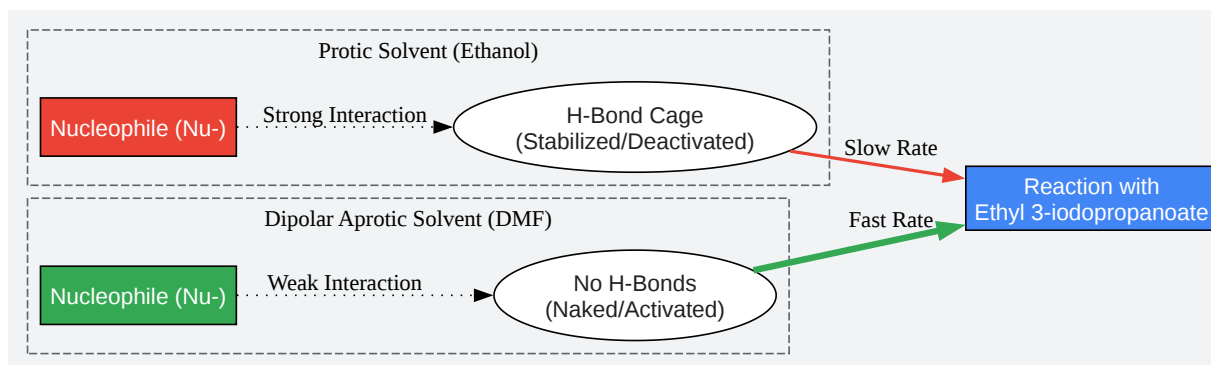 Protic Solvent (Ethanol)
Nucleophile (Nu-)
Strong Interaction
H-Bond Cage
(Stabilized/Deactivated)
Slow Rate
Reaction with
Ethyl 3-iodopropanoate
Dipolar Aprotic Solvent (DMF)
Fast Rate
Nucleophile (Nu-)
Weak Interaction
No H-Bonds
(Naked/Activated)